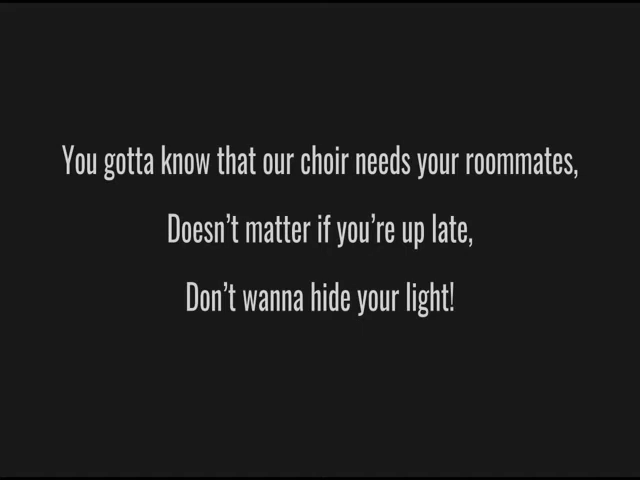 You gotta know that our choir needs your roommates,
Doesn't matter if you're up late,
Don't wanna hide your light!